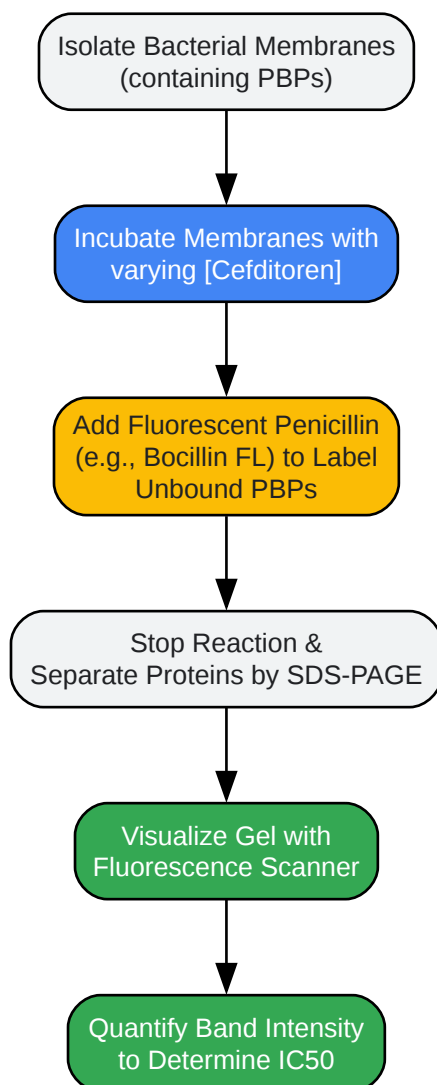 Isolate Bacterial Membranes
(containing PBPs)
Incubate Membranes with
varying [Cefditoren]
Add Fluorescent Penicillin
(e.g., Bocillin FL) to Label
Unbound PBPs
Stop Reaction &
Separate Proteins by SDS-PAGE
Visualize Gel with
Fluorescence Scanner
Quantify Band Intensity
to Determine IC50